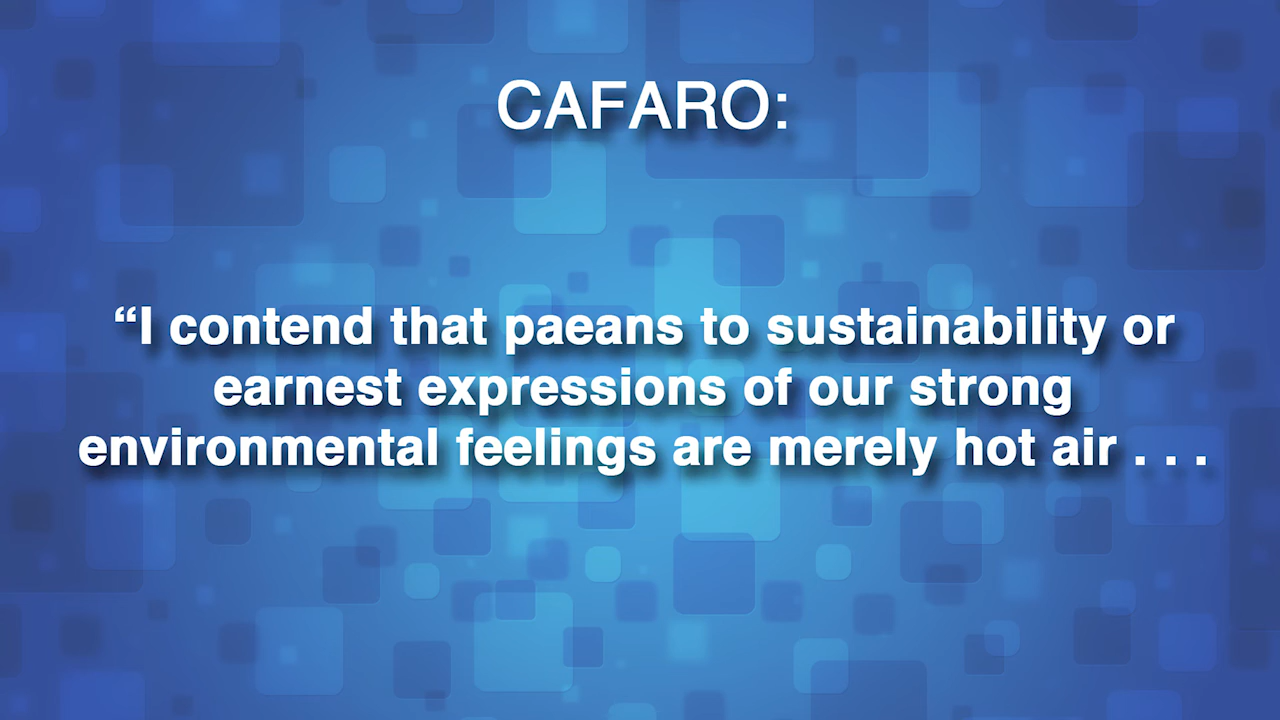 CAFARO:
“I contend that paeans to sustainability or
earnest expressions of our strong
environmental feelings are merely hot air . . .